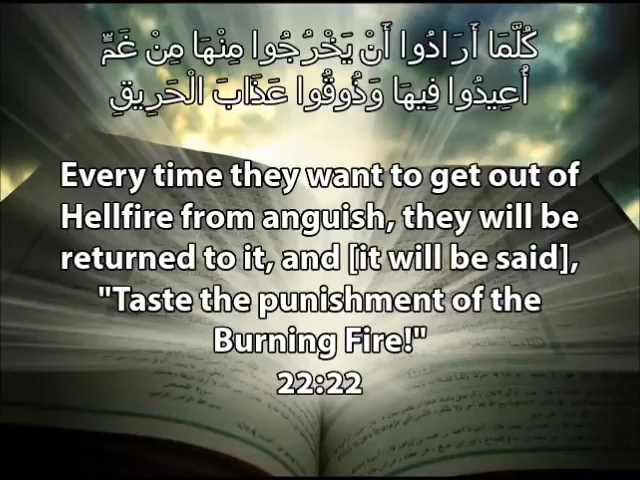 كُلَّمَا أَرَادُوا أَنْ يَخْرُجُوا مِنْهَا مِنْ غَمٍّ
أُعِيدُوا فِيهَا وَذُوقُوا عَذَابَ الْحَرِيقِ
Every time they want to get out of
Hellfire from anguish, they will be
returned to it, and [it will be said],
"Taste the punishment of the
Burning Fire!"
22:22